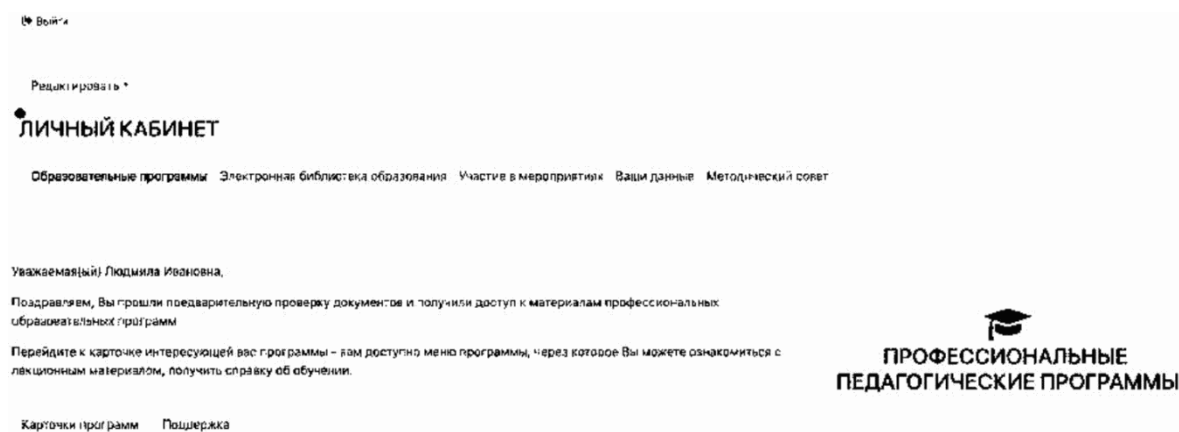 Выйти
Редактировать
ЛИЧНЫЙ КАБИНЕТ
Образовательные программы Электронная библиотека образования Участие в мероприятиях Ваши данные Методический совет
Уважаемая(ый) Людмила Ивановна,
Поздравляем, Вы прошли предварительную проверку документов и получили доступ к материалам профессиональных
образовательных программ
Перейдите к карточке интересующей вас программы – вам доступно меню программы, через которое Вы можете ознакомиться с
лекционным материалом, получить справку об обучении.
ПРОФЕССИОНАЛЬНЫЕ
ПЕДАГОГИЧЕСКИЕ ПРОГРАММЫ
Карточки программ Поддержка